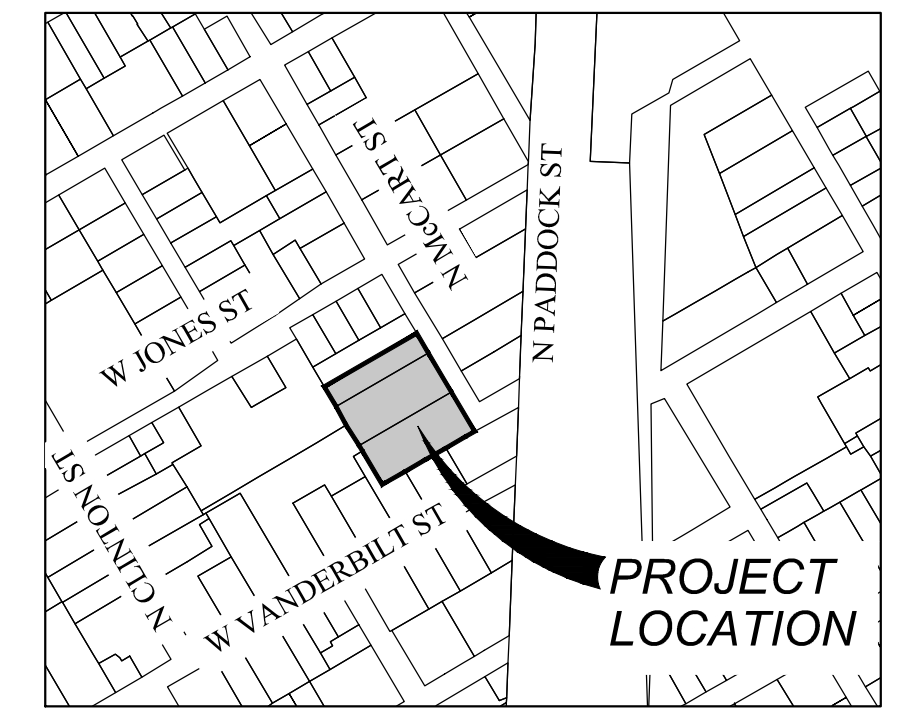 N McCART ST
N PADDOCK ST
W JONES ST
N CLINTON ST
W VANDERBILT ST
PROJECT
LOCATION